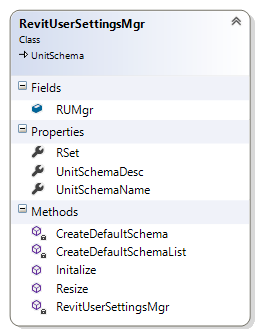 RevitUserSettingsMgr
Class
UnitSchema
Fields
RUMgr
Properties
RSet
UnitSchemaDesc
UnitSchemaName
Methods
CreateDefaultSchema
CreateDefaultSchemaList
Initalize
Resize
RevitUserSettingsMgr